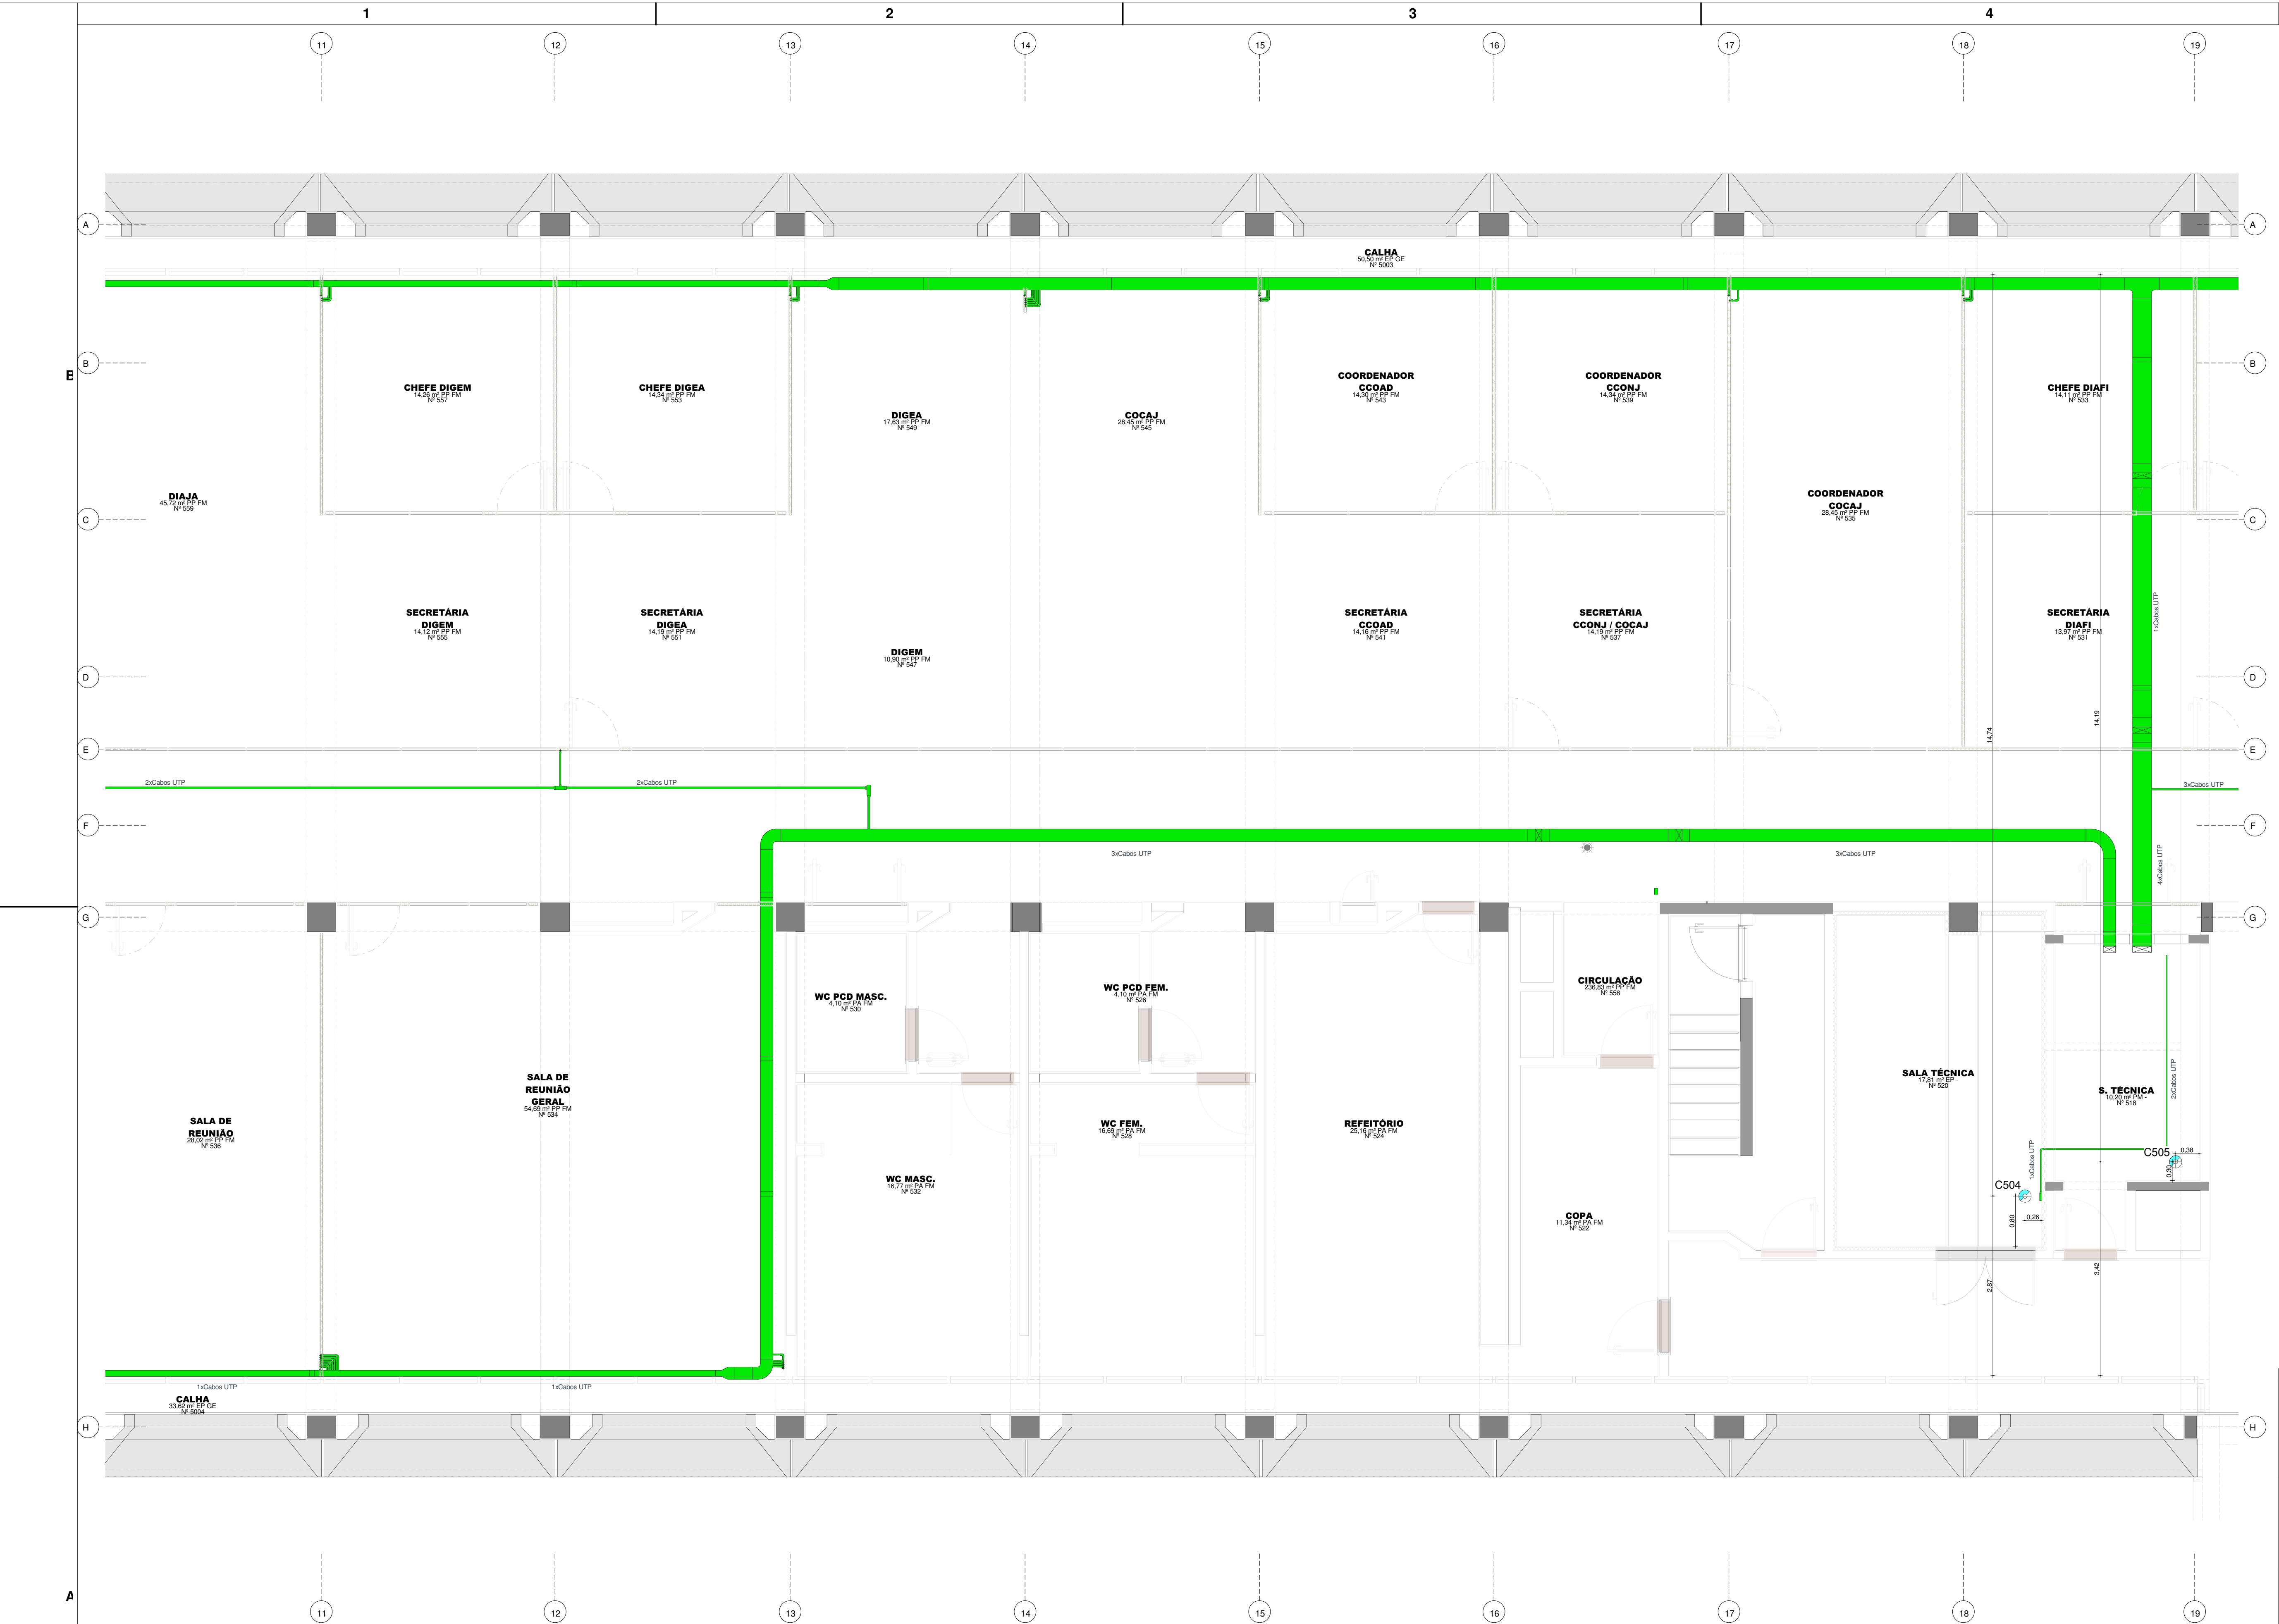 1
2
3
4
11
12
13
14
15
16
17
18
19
A
A
CALHA
50,50 m² EP GE
Nº 5003
B
B
B
CHEFE DIGEM
14,26 m² PP FM
Nº 557
CHEFE DIGEA
14,34 m² PP FM
Nº 553
DIGEA
17,63 m² PP FM
Nº 549
COCAJ
28,45 m² PP FM
Nº 545
COORDENADOR
CCOAD
14,30 m² PP FM
Nº 543
COORDENADOR
CCONJ
14,34 m² PP FM
Nº 539
CHEFE DIAFI
14,11 m² PP FM
Nº 533
DIAJA
45,72 m² PP FM
Nº 559
COORDENADOR
COCAJ
28,45 m² PP FM
Nº 535
C
C
SECRETÁRIA
DIGEM
14,12 m² PP FM
Nº 555
SECRETÁRIA
DIGEA
14,19 m² PP FM
Nº 551
DIGEM
10,90 m² PP FM
Nº 547
SECRETÁRIA
CCOAD
14,16 m² PP FM
Nº 541
SECRETÁRIA
CCONJ / COCAJ
14,19 m² PP FM
Nº 537
SECRETÁRIA
DIAFI
13,97 m² PP FM
Nº 531
1xCabos UTP
D
D
14,74
14,19
E
E
2xCabos UTP
2xCabos UTP
3xCabos UTP
F
F
3xCabos UTP
3xCabos UTP
4xCabos UTP
G
G
WC PCD MASC.
4,10 m² PA FM
Nº 530
WC PCD FEM.
4,10 m² PA FM
Nº 526
CIRCULAÇÃO
236,83 m² PP FM
Nº 558
SALA DE
REUNIÃO
GERAL
54,69 m² PP FM
Nº 534
SALA TÉCNICA
17,81 m² EP -
Nº 520
S. TÉCNICA
10,20 m² PM -
Nº 518
2xCabos UTP
SALA DE
REUNIÃO
28,02 m² PP FM
Nº 536
WC FEM.
16,69 m² PA FM
Nº 528
REFEITÓRIO
25,16 m² PA FM
Nº 524
WC MASC.
16,77 m² PA FM
Nº 532
COPA
11,34 m² PA FM
Nº 522
1xCabos UTP
C505
0,38
0,30
C504
0,80
0,26
2,87
3,42
1xCabos UTP
1xCabos UTP
CALHA
33,62 m² EP GE
Nº 5004
H
H
A
11
12
13
14
15
16
17
18
19